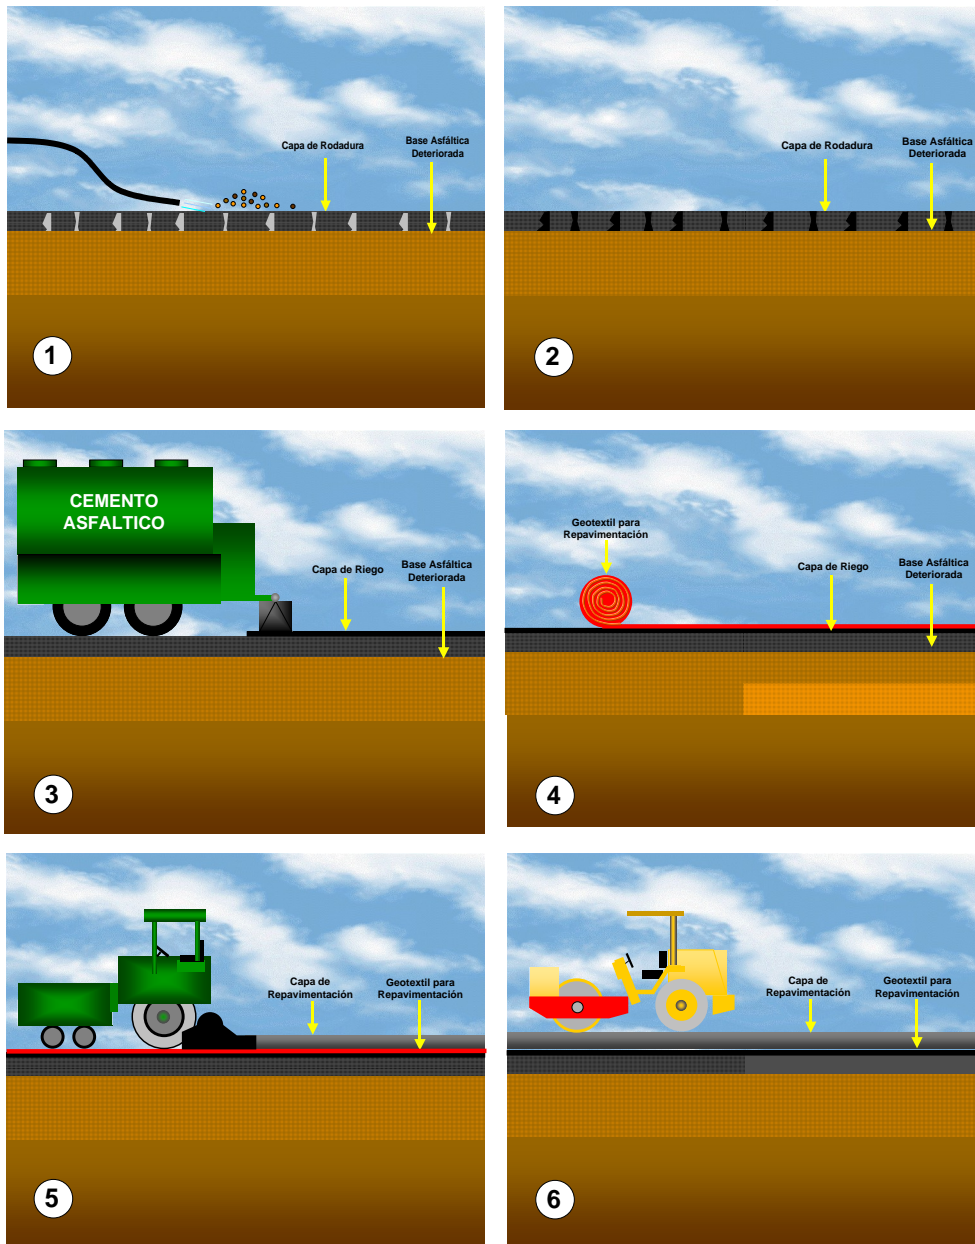 Capa de Rodadura
Base Asfáltica
Deteriorada
1
Capa de Rodadura
Base Asfáltica
Deteriorada
2
CEMENTO
ASFALTICO
Capa de Riego
Base Asfáltica
Deteriorada
3
Geotextil para
Repavimentación
Capa de Riego
Base Asfáltica
Deteriorada
4
Capa de
Repavimentación
Geotextil para
Repavimentación
5
Capa de
Repavimentación
Geotextil para
Repavimentación
6